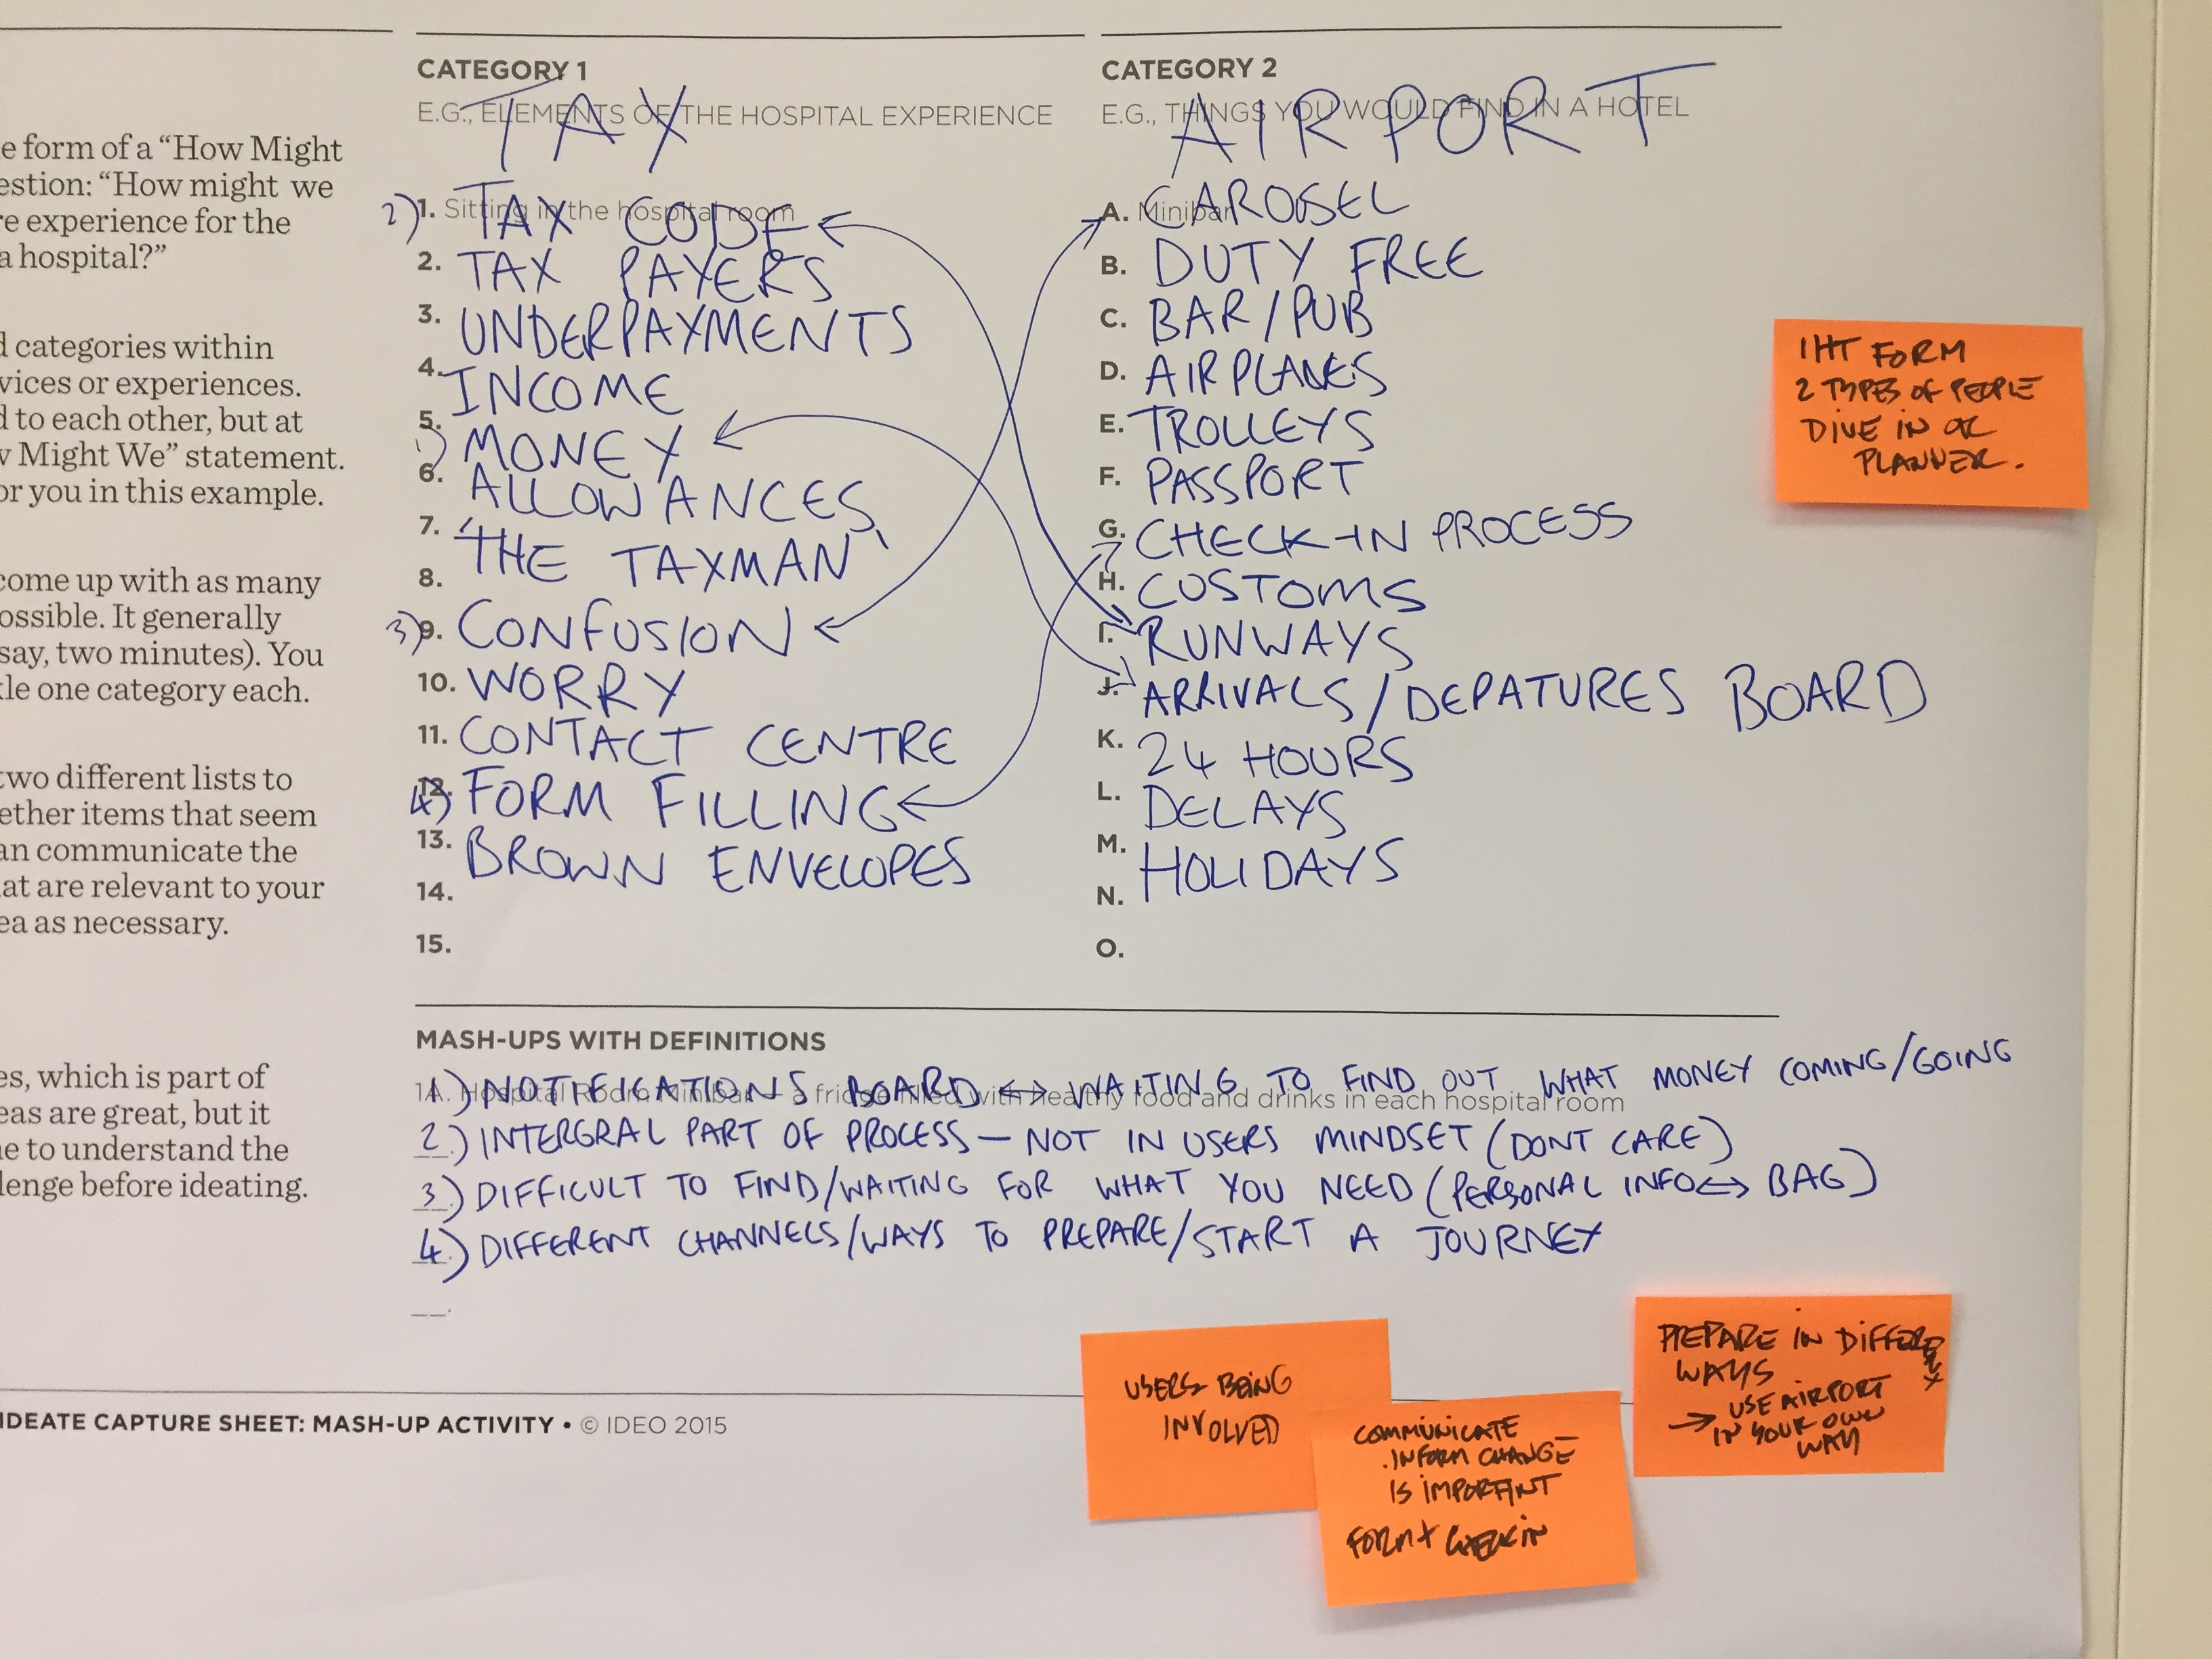 e form of a “How Might
estion: “How might we
re experience for the
a hospital?”
d categories within
vices or experiences.
d to each other, but at
w Might We” statement.
or you in this example.
come up with as many
ossible. It generally
say, two minutes). You
kle one category each.
two different lists to
ether items that seem
an communicate the
hat are relevant to your
ea as necessary.
es, which is part of
eas are great, but it
ne to understand the
lenge before ideating.
CATEGORY 1
E.G., ELEMENTS OF THE HOSPITAL EXPERIENCE
TAX
2) 1. Sitting in the hospital room
TAX CODE
2. TAX PAYERS
3. UNDERPAYMENTS
4. INCOME
5. 1) MONEY
6. ALLOWANCES
7. 'THE TAXMAN'
8.
3) 9. CONFUSION
10. WORRY
11. CONTACT CENTRE
4) 12. FORM FILLING
13. BROWN ENVELOPES
14.
15.
CATEGORY 2
E.G., THINGS YOU WOULD FIND IN A HOTEL
AIRPORT
A. Minibar
CAROUSEL
B. DUTY FREE
C. BAR/PUB
D. AIRPLANES
E. TROLLEYS
F. PASSPORT
G. CHECK-IN PROCESS
H. CUSTOMS
I. RUNWAYS
J. ARRIVALS/DEPATURES BOARD
K. 24 HOURS
L. DELAYS
M. HOLIDAYS
N.
O.
IHT FORM
2 TYPES OF PEOPLE
DIVE IN OR
PLANNER.
MASH-UPS WITH DEFINITIONS
1A. Hospital Room Minibar – a fridge filled with healthy food and drinks in each hospital room
1) NOTIFICATIONS BOARD ↔ WAITING TO FIND OUT WHAT MONEY COMING/GOING
2) INTERGRAL PART OF PROCESS – NOT IN USERS MINDSET (DONT CARE)
3) DIFFICULT TO FIND/WAITING FOR WHAT YOU NEED (PERSONAL INFO ↔ BAG)
4) DIFFERENT CHANNELS/WAYS TO PREPARE/START A JOURNEY
USERS BEING
INVOLVED
COMMUNICATE
. INFORM CHANGE
IS IMPORTANT
FORM + CHECKIN
PREPARE IN DIFFERENT
WAYS
→ USE AIRPORT
IN YOUR OWN
WAY
IDEATE CAPTURE SHEET: MASH-UP ACTIVITY • © IDEO 2015